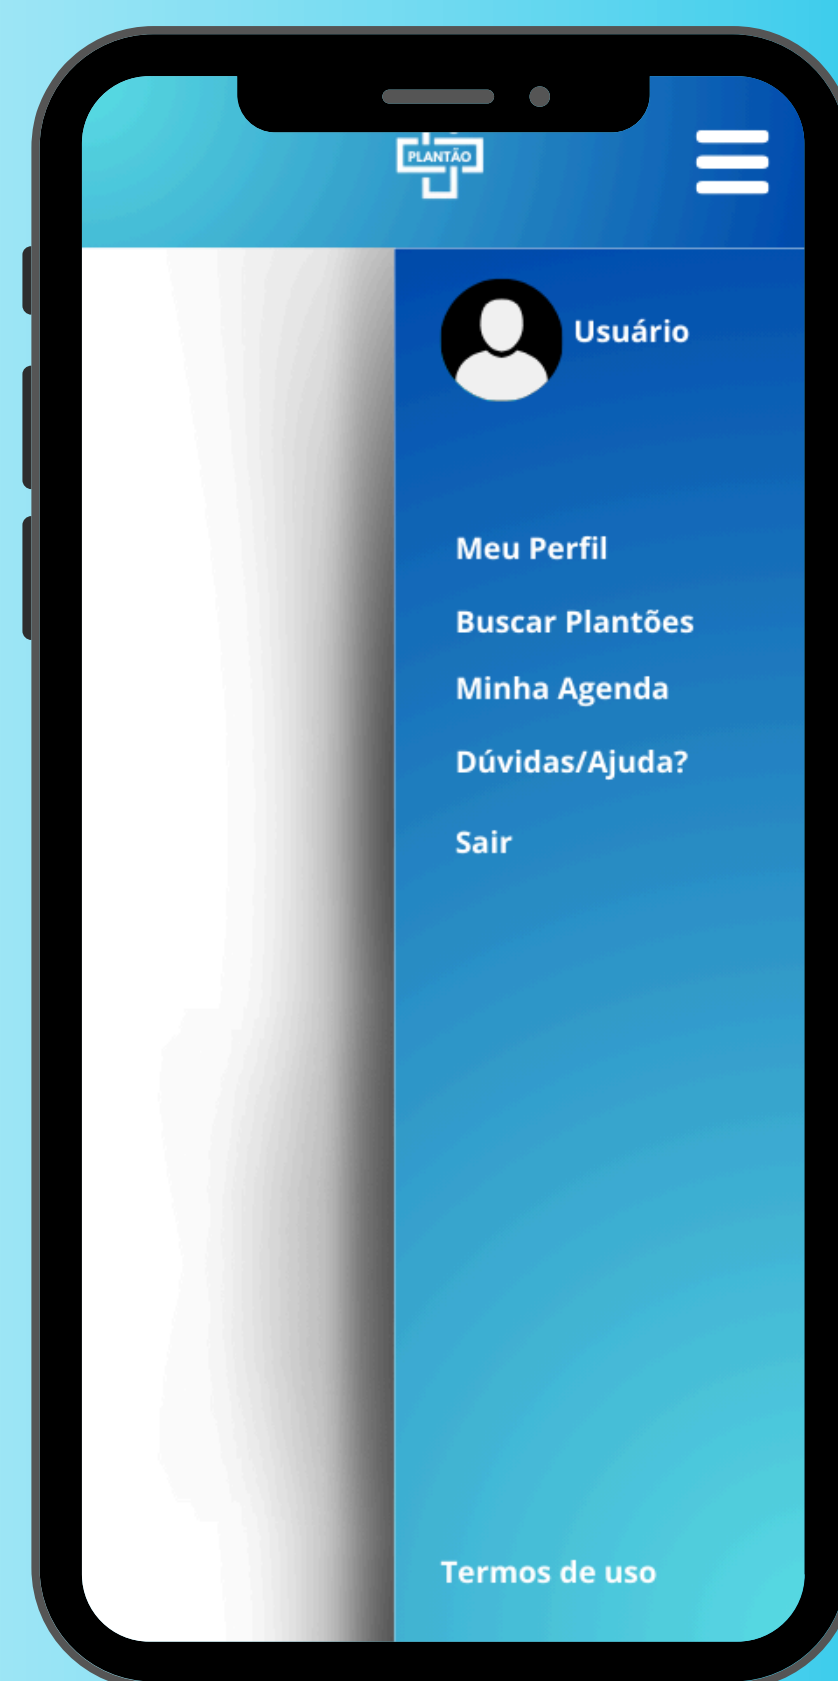 PLANTÃO
Usuário
Meu Perfil
Buscar Plantões
Minha Agenda
Dúvidas/Ajuda?
Sair
Termos de uso